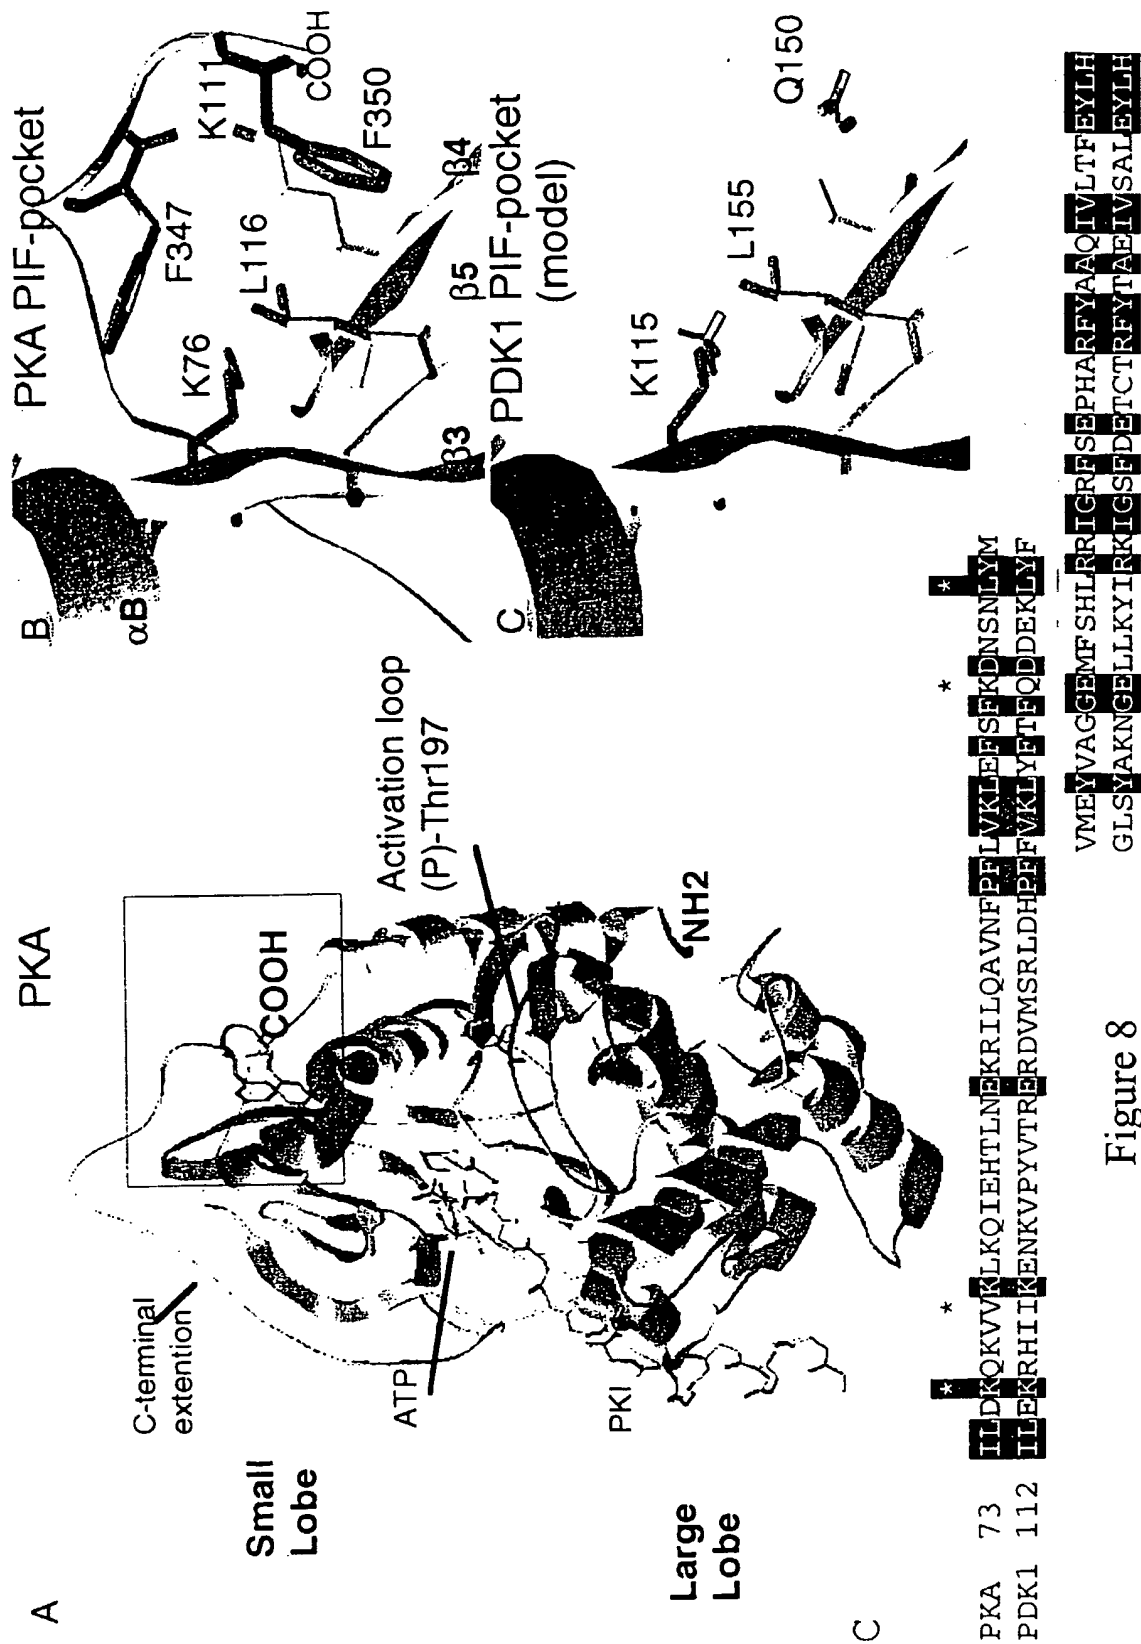 A
PKA
C-terminal
extention
COOH
Small
Lobe
ATP
Activation loop
(P)-Thr197
PKI
NH2
Large
Lobe
B
PKA PIF-pocket
αB
K76
F347
L116
K111
COOH
F350
β3
β5
β4
C
PDK1 PIF-pocket
(model)
K115
L155
Q150
C
* * * *
PKA 73 ILDKQKVVKLKQIEHTLNEKRILQAVNFPFLVKLEFSFKDNSNLYM
PDK1 112 ILEKRHIIKENKVPYVTRERDVMSRLDHPFFVKLYFTFQDDEKLYF
VMEYVAGGEMFSHLRRIGRFSEPHARFYAAQIVLTFEYLH
GLSYAKNGELLKYIRKIGSFDETCTRFYTAEIVSALEYLH
Figure 8